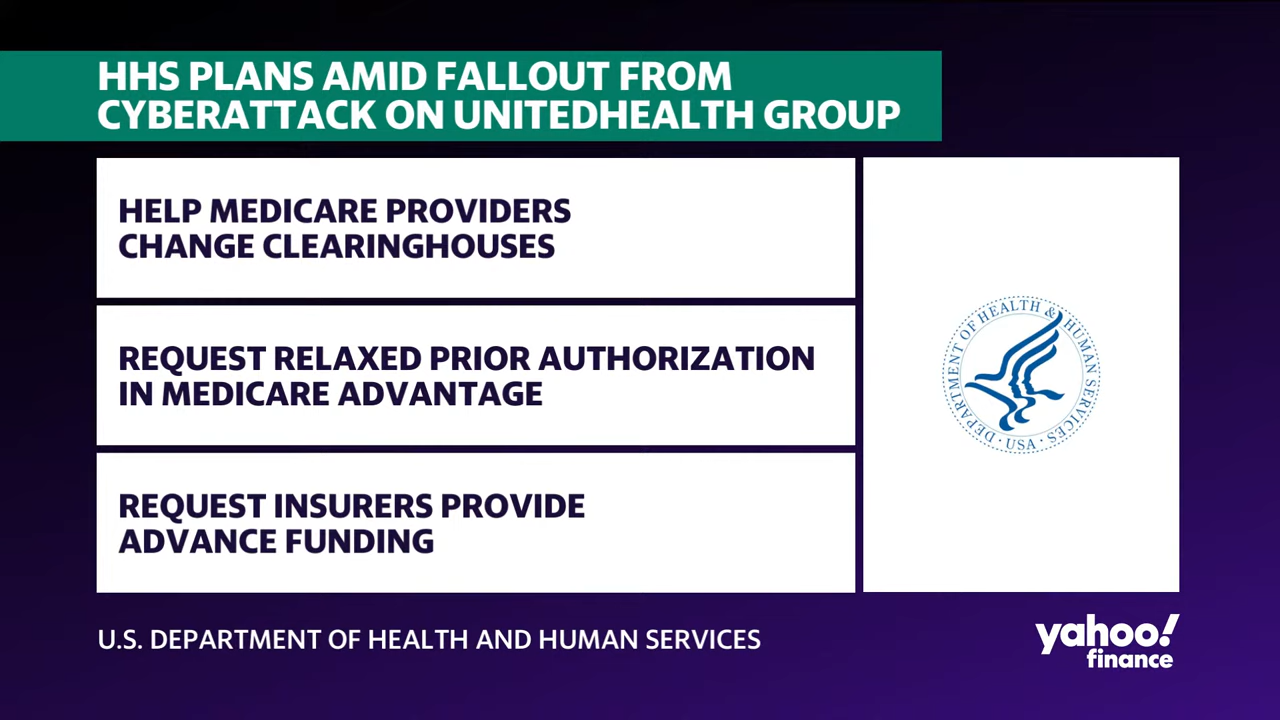 HHS PLANS AMID FALLOUT FROM
CYBERATTACK ON UNITEDHEALTH GROUP
HELP MEDICARE PROVIDERS
CHANGE CLEARINGHOUSES
REQUEST RELAXED PRIOR AUTHORIZATION
IN MEDICARE ADVANTAGE
REQUEST INSURERS PROVIDE
ADVANCE FUNDING
DEPARTMENT OF HEALTH & HUMAN SERVICES · USA ·
U.S. DEPARTMENT OF HEALTH AND HUMAN SERVICES
yahoo!
finance